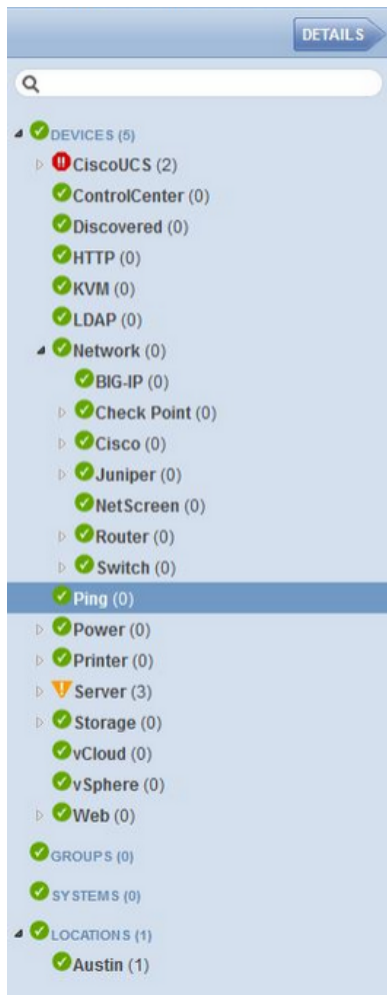 DETAILS
DEVICES (5)
CiscoUCS (2)
ControlCenter (0)
Discovered (0)
HTTP (0)
KVM (0)
LDAP (0)
Network (0)
BIG-IP (0)
Check Point (0)
Cisco (0)
Juniper (0)
NetScreen (0)
Router (0)
Switch (0)
Ping (0)
Power (0)
Printer (0)
Server (3)
Storage (0)
vCloud (0)
vSphere (0)
Web (0)
GROUPS (0)
SYSTEMS (0)
LOCATIONS (1)
Austin (1)